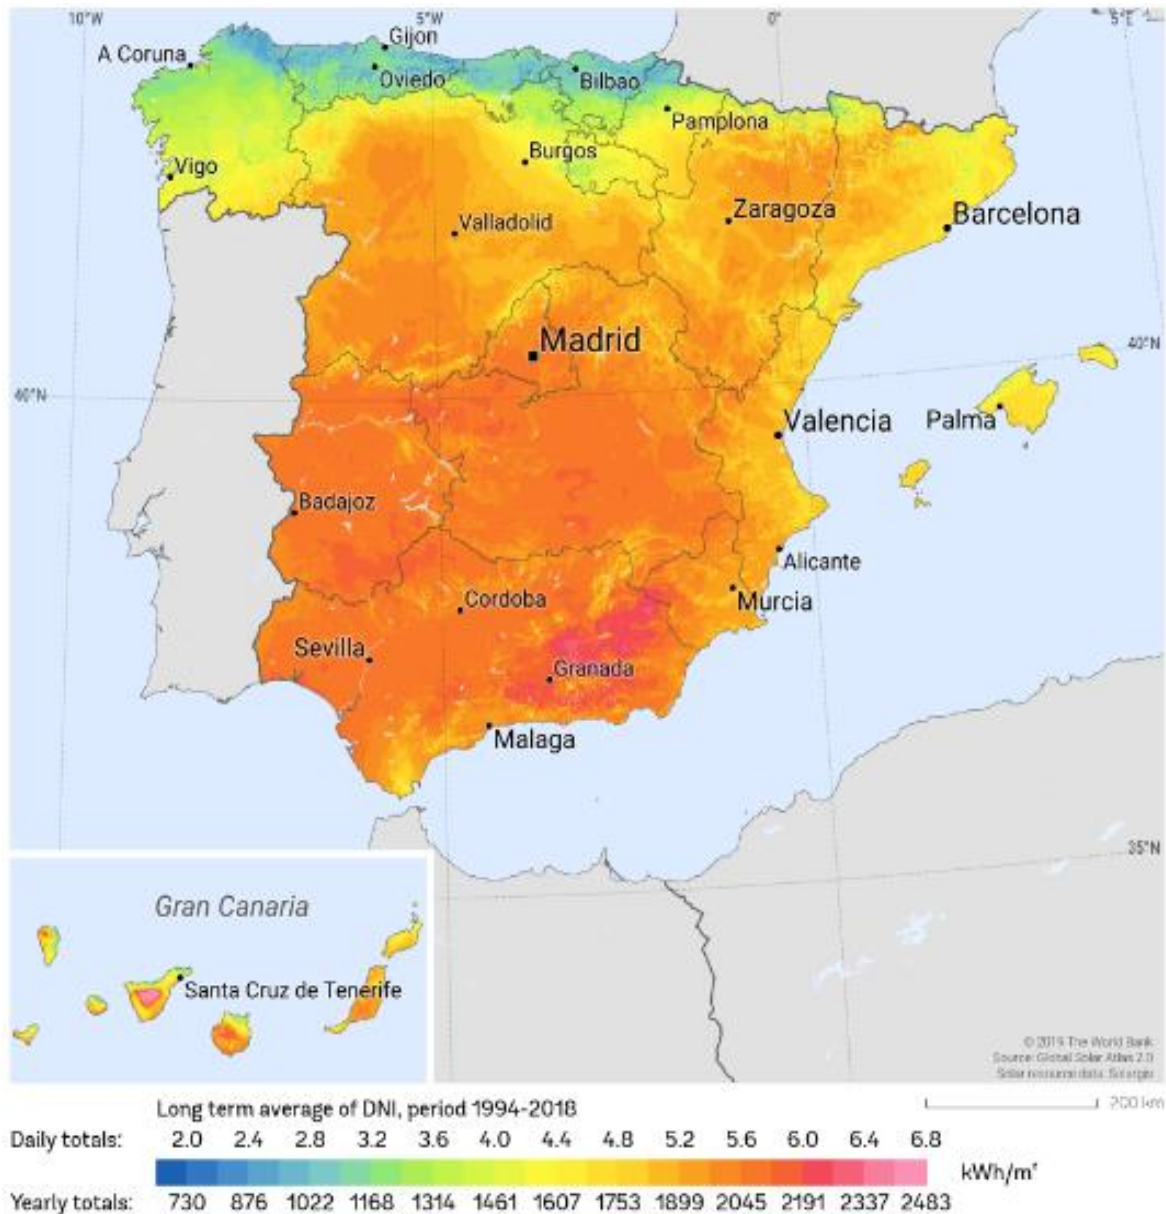 10°W 5°W 0° 5°E
A Coruna
Gijon
Oviedo
Bilbao
Pamplona
Vigo
Burgos
Valladolid
Zaragoza
Barcelona
Madrid
40°N
40°N
Valencia
Palma
Badajoz
Alicante
Cordoba
Murcia
Sevilla
Granada
Malaga
35°N
Gran Canaria
Santa Cruz de Tenerife
© 2019 The World Bank
Source: Global Solar Atlas 2.0
Solar resource data: Solargis
200 km
Long term average of DNI, period 1994-2018
Daily totals: 2.0 2.4 2.8 3.2 3.6 4.0 4.4 4.8 5.2 5.6 6.0 6.4 6.8
kWh/m²
Yearly totals: 730 876 1022 1168 1314 1461 1607 1753 1899 2045 2191 2337 2483